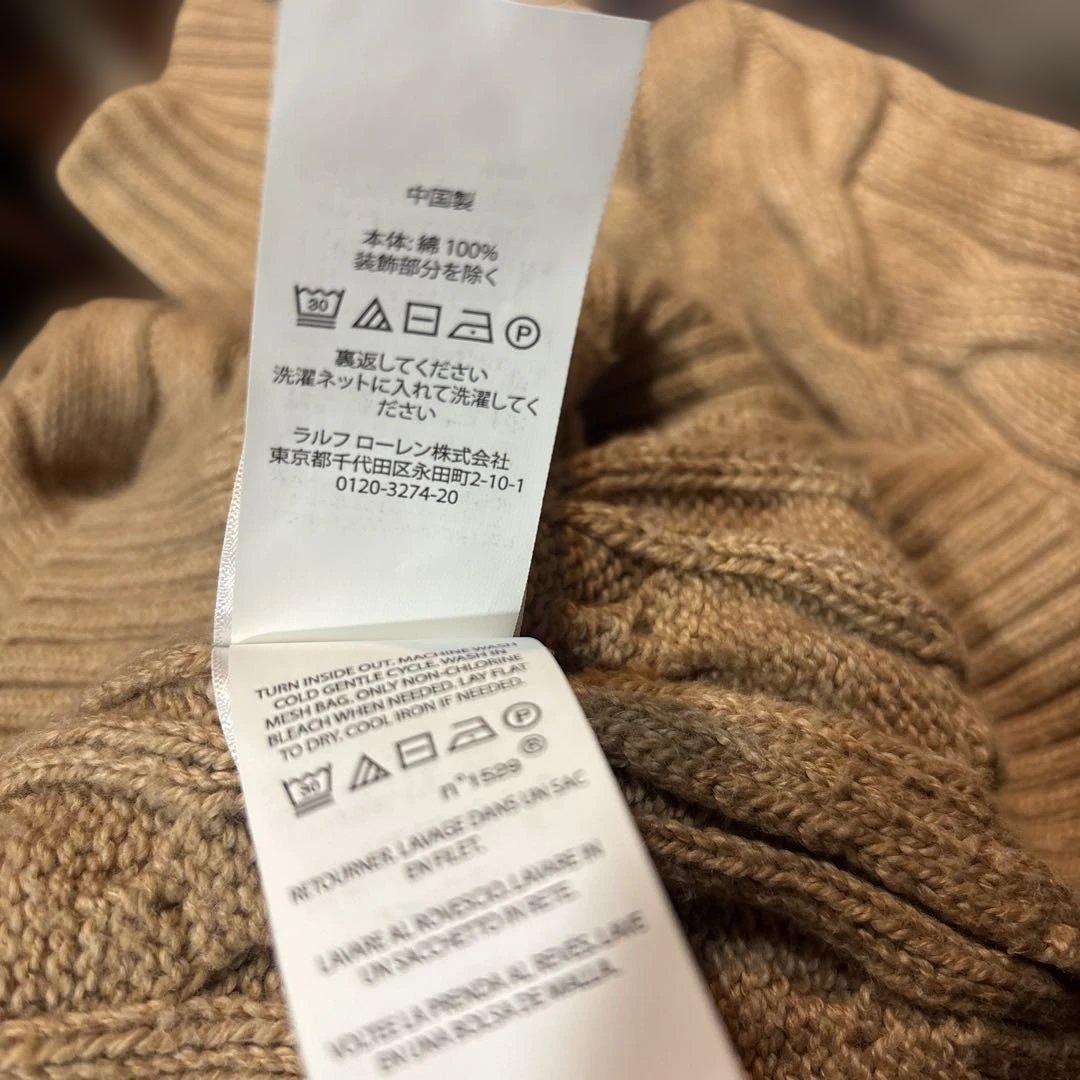 中国製
本体: 綿 100%
装飾部分を除く
30
P
裏返してください
洗濯ネットに入れて洗濯してく
ださい
ラルフ ローレン株式会社
東京都千代田区永田町2-10-1
0120-3274-20
TURN INSIDE OUT, MACHINE WASH
COLD GENTLE CYCLE. WASH IN
MESH BAG. ONLY NON-CHLORINE
BLEACH WHEN NEEDED. LAY FLAT
TO DRY. COOL IRON IF NEEDED.
30
P
®
RETOURNER. LAVAGE DANS UN SAC
EN FILET.
LAVARE AL ROVESCIO. LAVARE IN
UN SACCHETTO IN RETE.
VOLTEE LA PRENDA AL REVÉS. LAVE
EN UNA BOLSA DE MALLA.